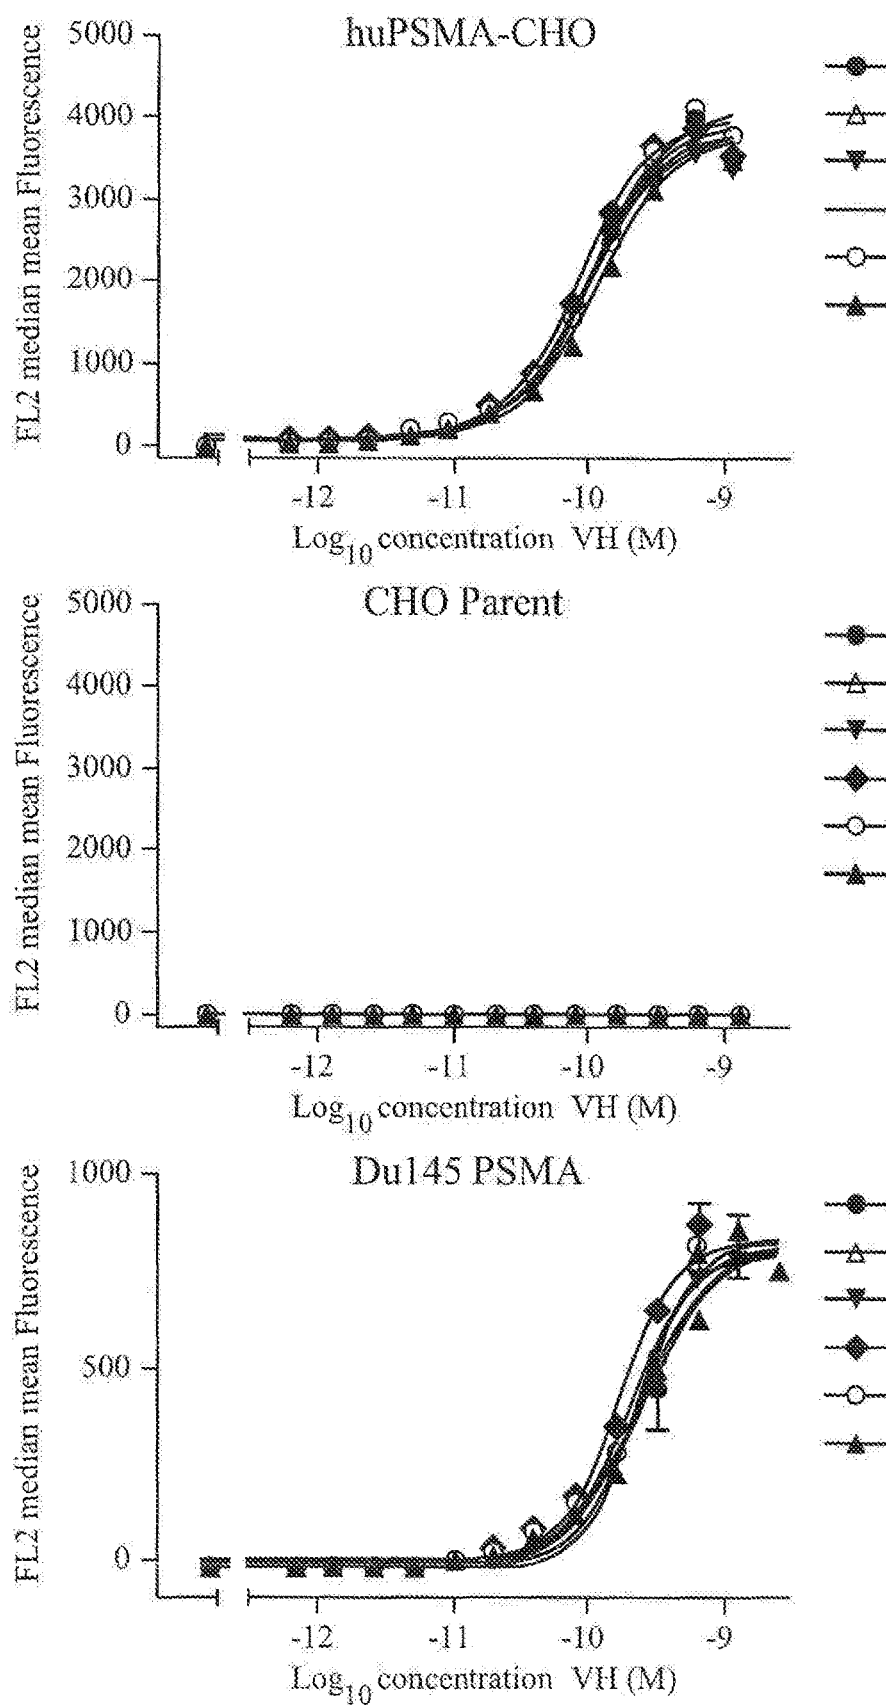 huPSMA-CHO
FL2 median mean Fluorescence
5000
4000
3000
2000
1000
0
-12 -11 -10 -9
Log10 concentration VH (M)
CHO Parent
FL2 median mean Fluorescence
5000
4000
3000
2000
1000
0
-12 -11 -10 -9
Log10 concentration VH (M)
Du145 PSMA
FL2 median mean Fluorescence
1000
500
0
-12 -11 -10 -9
Log10 concentration VH (M)